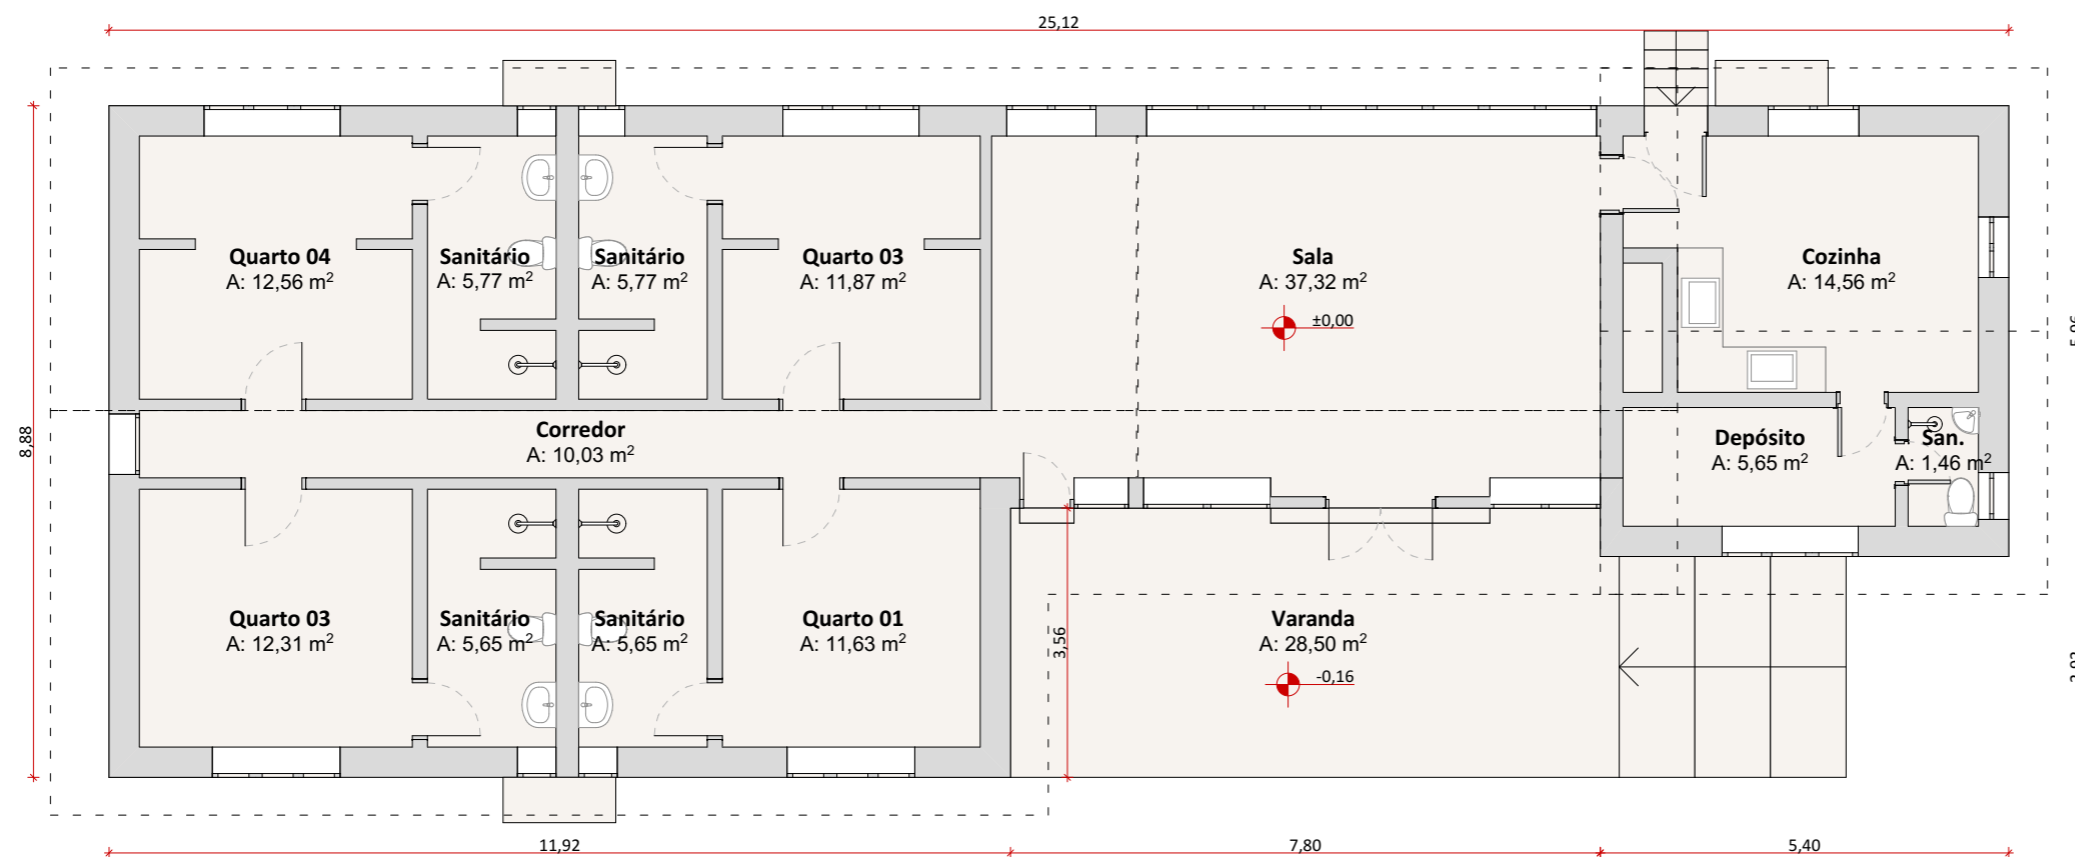 25,12
Quarto 04
A: 12,56 m²
Sanitário
A: 5,77 m²
Sanitário
A: 5,77 m²
Quarto 03
A: 11,87 m²
Sala
A: 37,32 m²
±0,00
Cozinha
A: 14,56 m²
8,88
Corredor
A: 10,03 m²
Depósito
A: 5,65 m²
San.
A: 1,46 m²
Quarto 03
A: 12,31 m²
Sanitário
A: 5,65 m²
Sanitário
A: 5,65 m²
Quarto 01
A: 11,63 m²
3,56
Varanda
A: 28,50 m²
-0,16
11,92
7,80
5,40